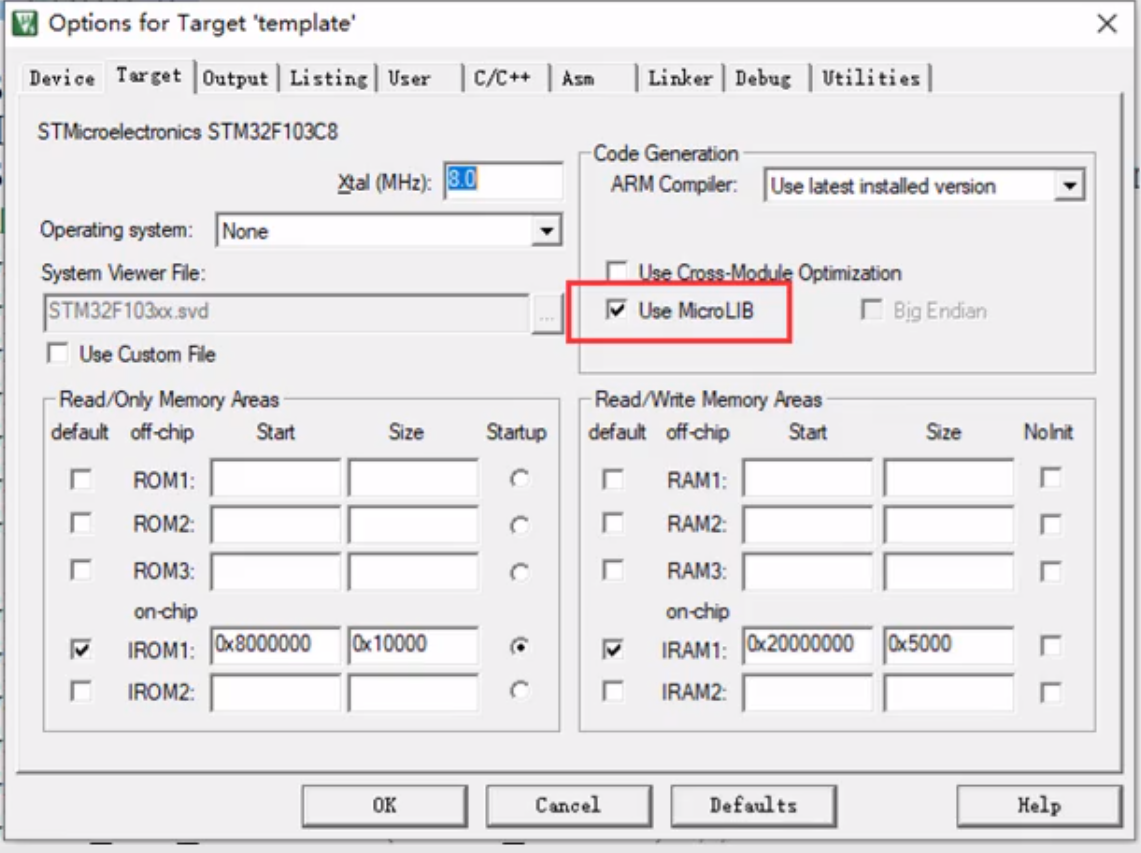 Options for Target 'template'
Device Target Output Listing User C/C++ Asm Linker Debug Utilities
STMicroelectronics STM32F103C8
Xtal (MHz): 8.0
Operating system: None
System Viewer File:
STM32F103xx.svd ...
Use Custom File
Code Generation
ARM Compiler: Use latest installed version
Use Cross-Module Optimization
Use MicroLIB Big Endian
Read/Only Memory Areas
default off-chip Start Size Startup
ROM1:
ROM2:
ROM3:
on-chip
IROM1: 0x8000000 0x10000
IROM2:
Read/Write Memory Areas
default off-chip Start Size NoInit
RAM1:
RAM2:
RAM3:
on-chip
IRAM1: 0x20000000 0x5000
IRAM2:
OK Cancel Defaults Help